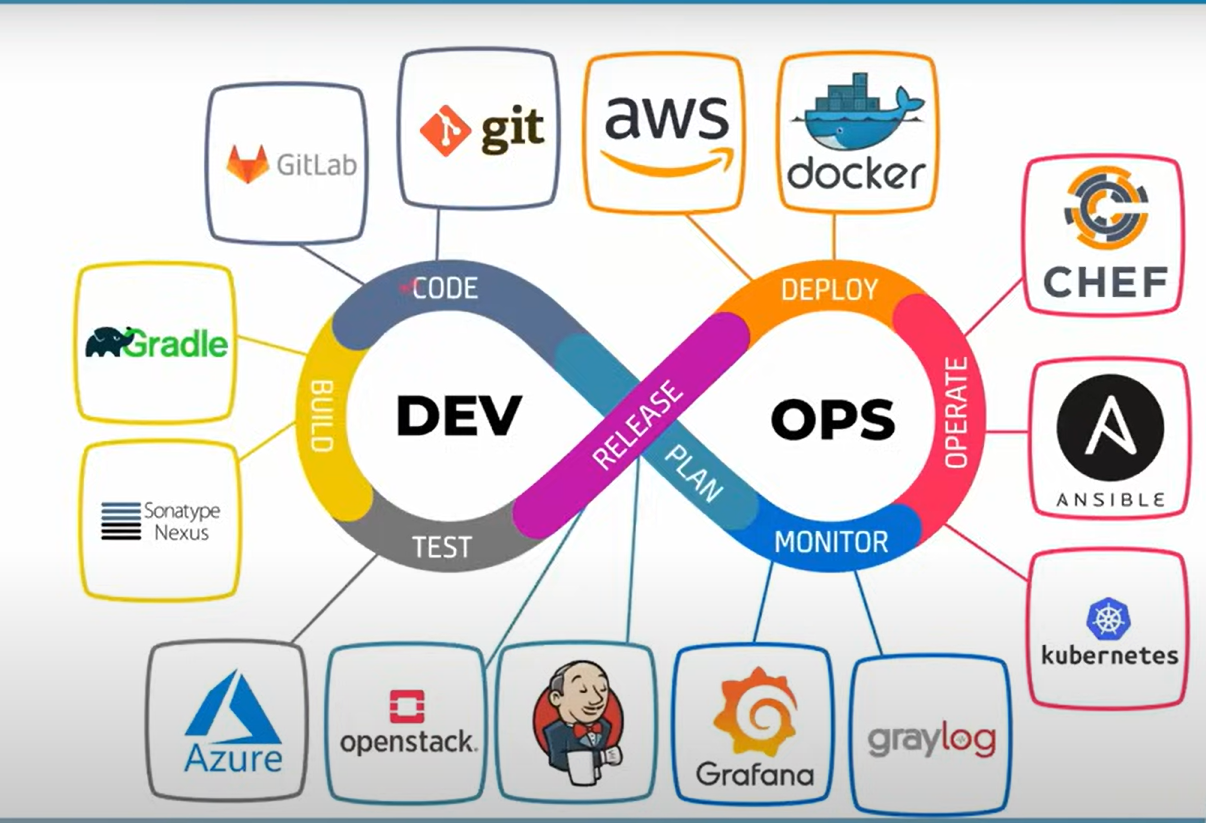 GitLab
git
aws
docker
CHEF
Gradle
CODE
DEPLOY
BUILD
DEV
RELEASE
OPS
OPERATE
ANSIBLE
PLAN
Sonatype
Nexus
TEST
MONITOR
kubernetes
Azure
openstack.
Grafana
graylog